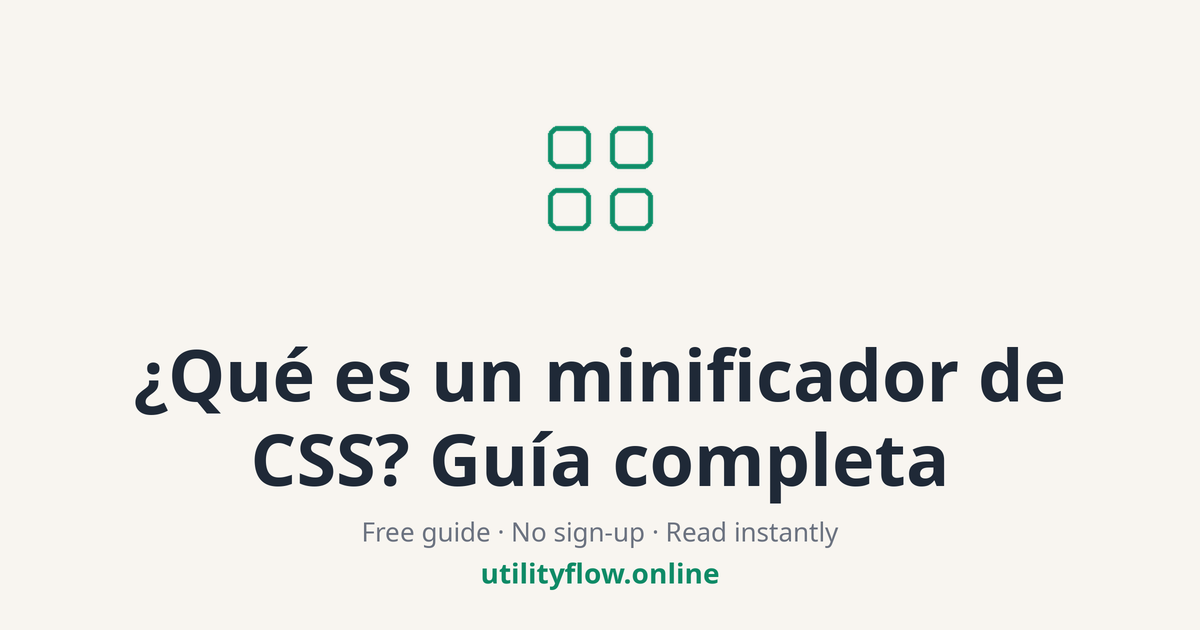 ¿Qué es un minificador de
CSS? Guía completa
Free guide · No sign-up · Read instantly
utilityflow.online